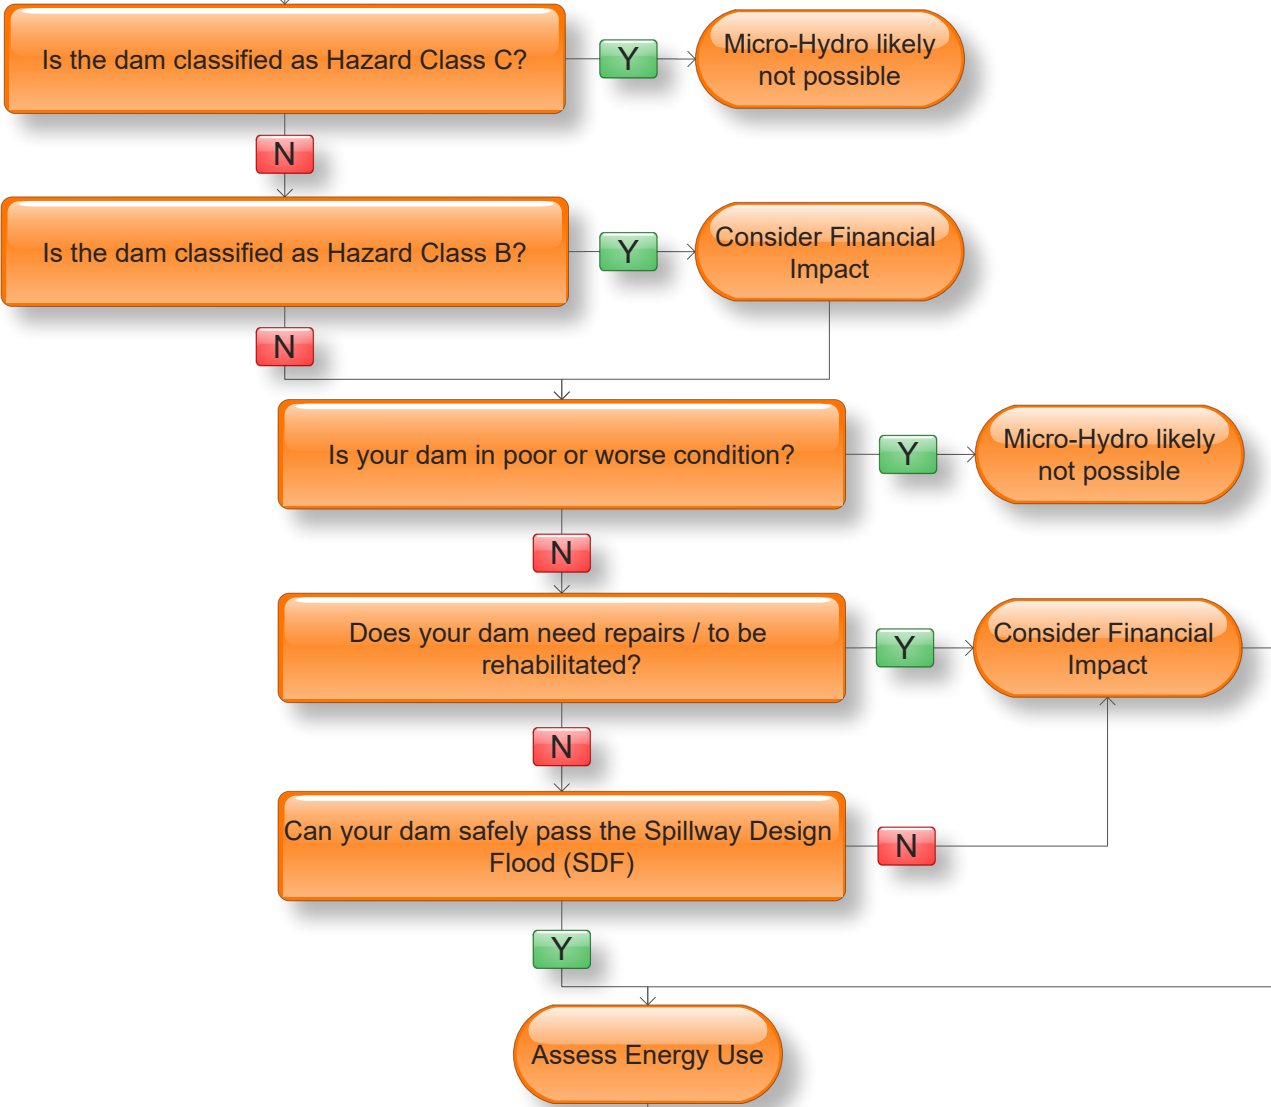 Is the dam classified as Hazard Class C?
Y
Micro-Hydro likely
not possible
N
Is the dam classified as Hazard Class B?
Y
Consider Financial
Impact
N
Is your dam in poor or worse condition?
Y
Micro-Hydro likely
not possible
N
Does your dam need repairs / to be
rehabilitated?
Y
Consider Financial
Impact
N
Can your dam safely pass the Spillway Design
Flood (SDF)
N
Y
Assess Energy Use